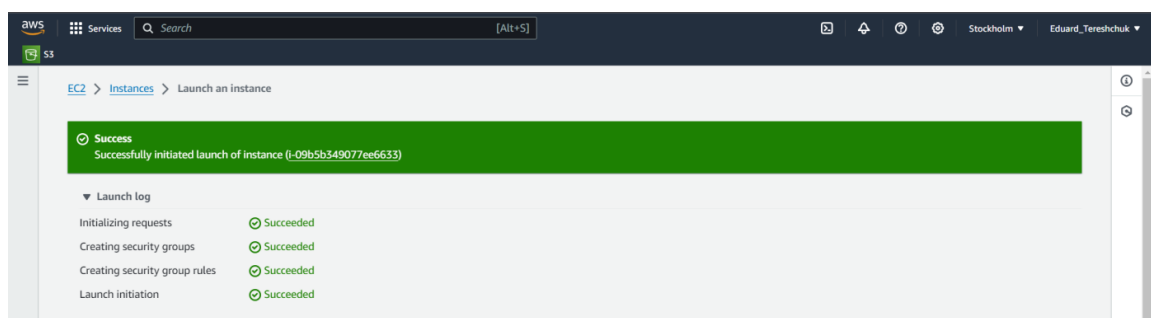 aws Services Search [Alt+S] Stockholm Eduard_Tereshchuk
S3
EC2 > Instances > Launch an instance
Success
Successfully initiated launch of instance (i-09b5b349077ee6633)
Launch log
Initializing requests Succeeded
Creating security groups Succeeded
Creating security group rules Succeeded
Launch initiation Succeeded